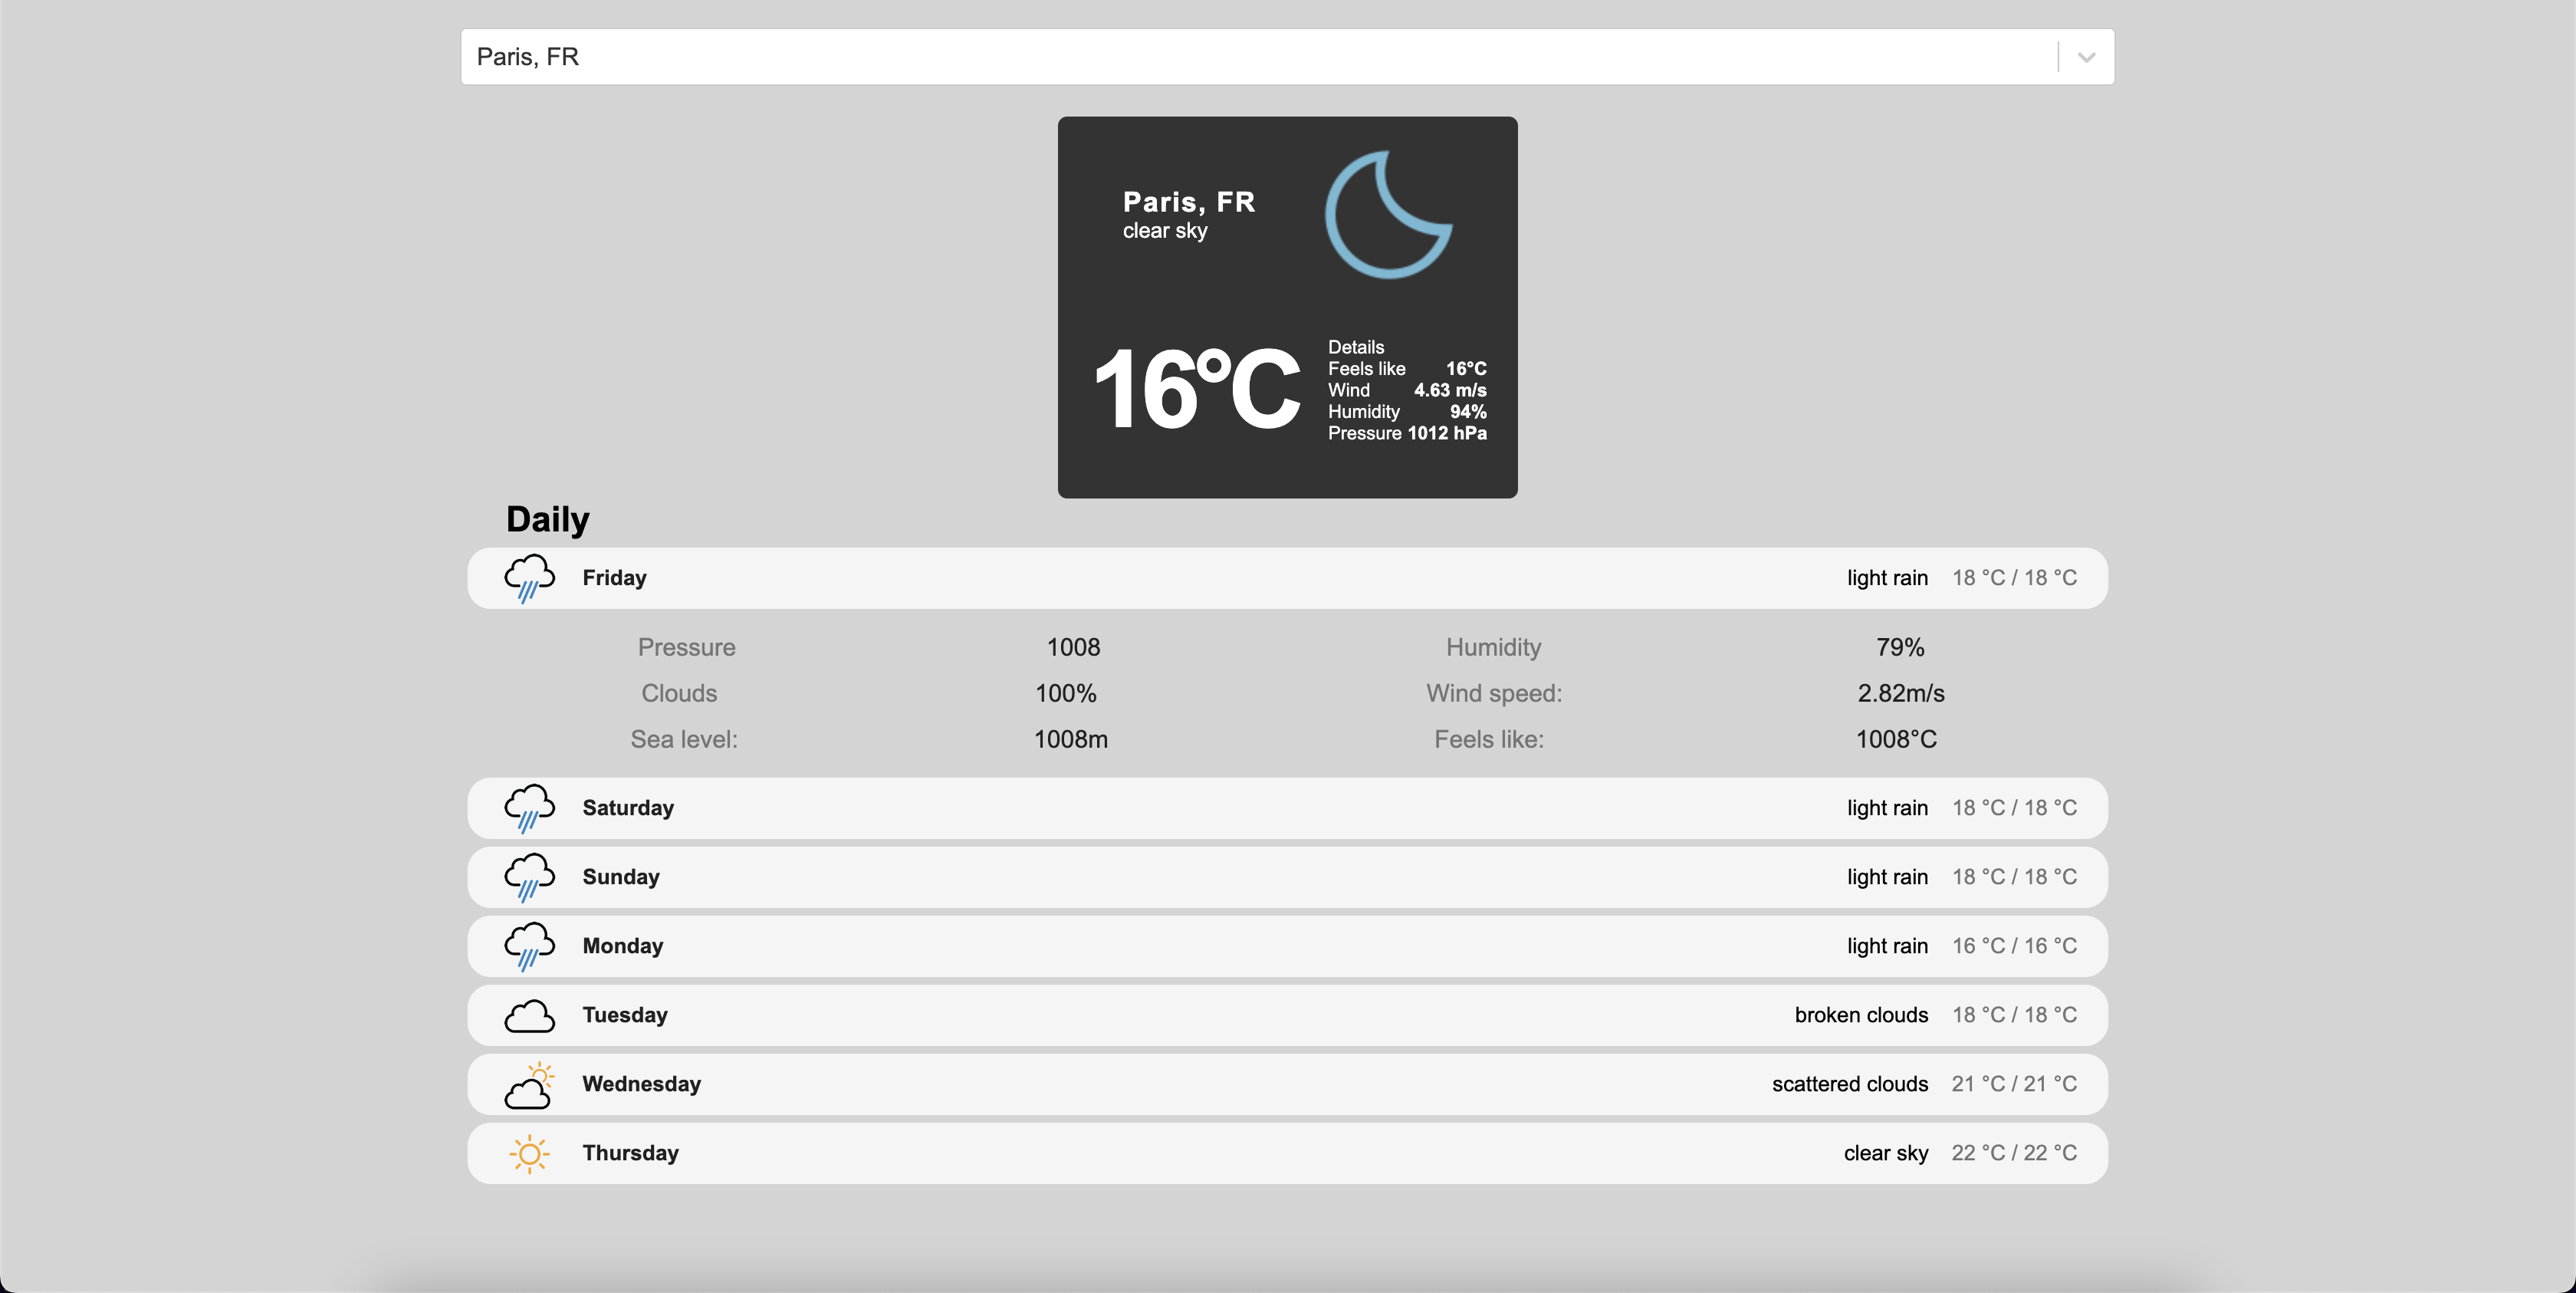 Paris, FR
Paris, FR
clear sky
16°C
Details
Feels like 16°C
Wind 4.63 m/s
Humidity 94%
Pressure 1012 hPa
Daily
Friday light rain 18 °C / 18 °C
Pressure 1008 Humidity 79%
Clouds 100% Wind speed: 2.82m/s
Sea level: 1008m Feels like: 1008°C
Saturday light rain 18 °C / 18 °C
Sunday light rain 18 °C / 18 °C
Monday light rain 16 °C / 16 °C
Tuesday broken clouds 18 °C / 18 °C
Wednesday scattered clouds 21 °C / 21 °C
Thursday clear sky 22 °C / 22 °C